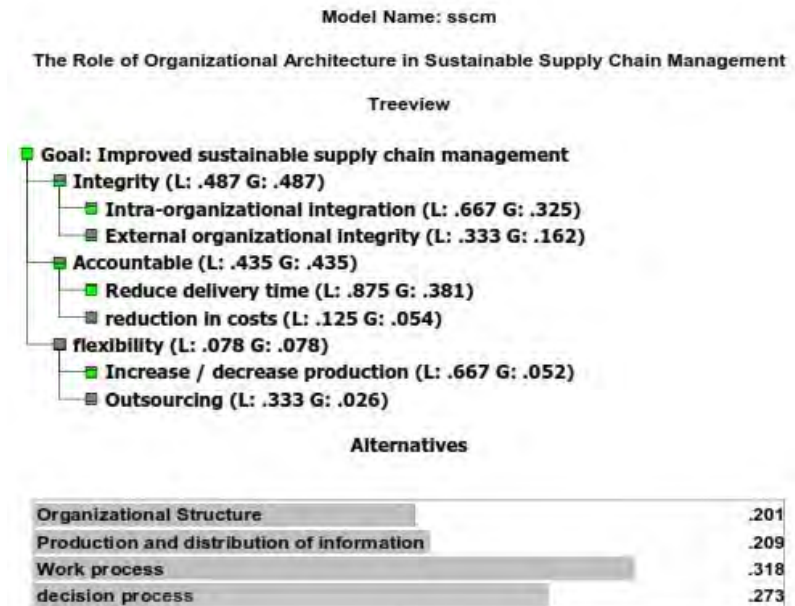 Model Name: sscm
The Role of Organizational Architecture in Sustainable Supply Chain Management
Treeview
Goal: Improved sustainable supply chain management
Integrity (L: .487 G: .487)
Intra-organizational integration (L: .667 G: .325)
External organizational integrity (L: .333 G: .162)
Accountable (L: .435 G: .435)
Reduce delivery time (L: .875 G: .381)
reduction in costs (L: .125 G: .054)
flexibility (L: .078 G: .078)
Increase / decrease production (L: .667 G: .052)
Outsourcing (L: .333 G: .026)
Alternatives
Organizational Structure .201
Production and distribution of information .209
Work process .318
decision process .273